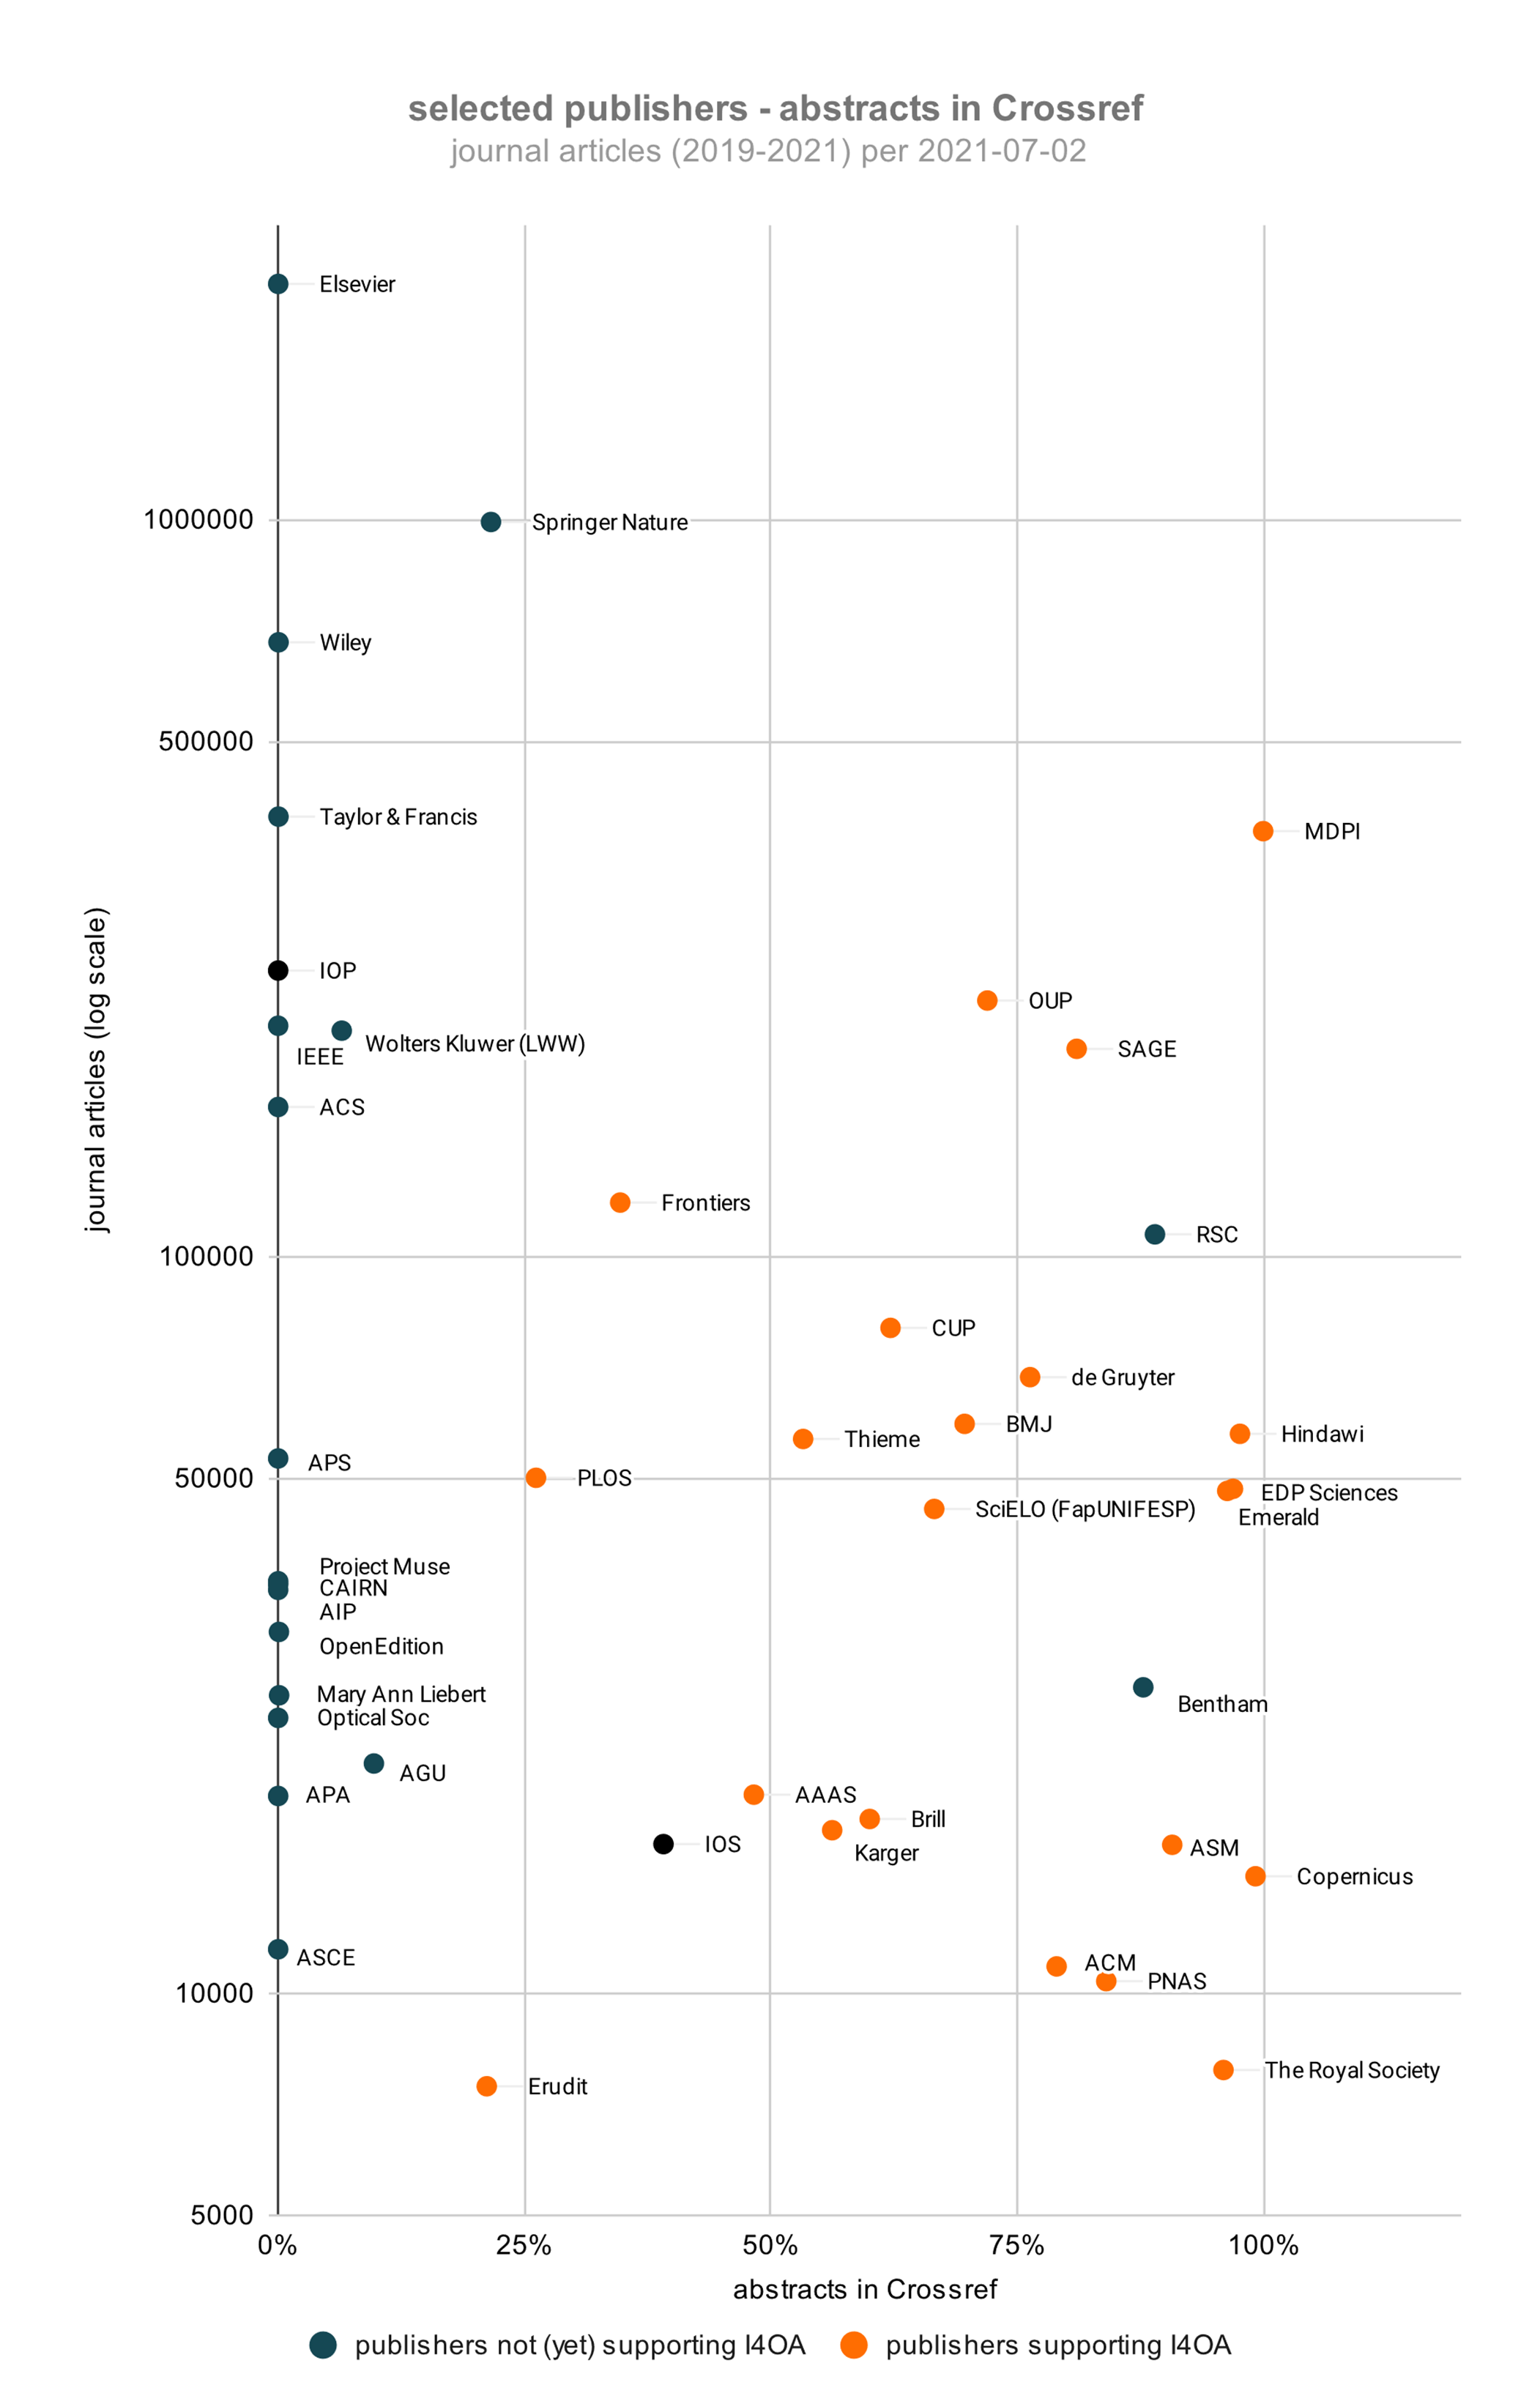 selected publishers - abstracts in Crossref
journal articles (2019-2021) per 2021-07-02
Elsevier
1000000
Springer Nature
Wiley
500000
Taylor & Francis
MDPI
journal articles (log scale)
IOP
OUP
IEEE
Wolters Kluwer (LWW)
SAGE
ACS
Frontiers
RSC
100000
CUP
de Gruyter
BMJ
Hindawi
Thieme
APS
50000
PLOS
EDP Sciences
SciELO (FapUNIFESP)
Emerald
Project Muse
CAIRN
AIP
OpenEdition
Mary Ann Liebert
Bentham
Optical Soc
AGU
APA
AAAS
Brill
IOS
Karger
ASM
Copernicus
ASCE
ACM
PNAS
10000
The Royal Society
Erudit
5000
0% 25% 50% 75% 100%
abstracts in Crossref
publishers not (yet) supporting I4OA publishers supporting I4OA